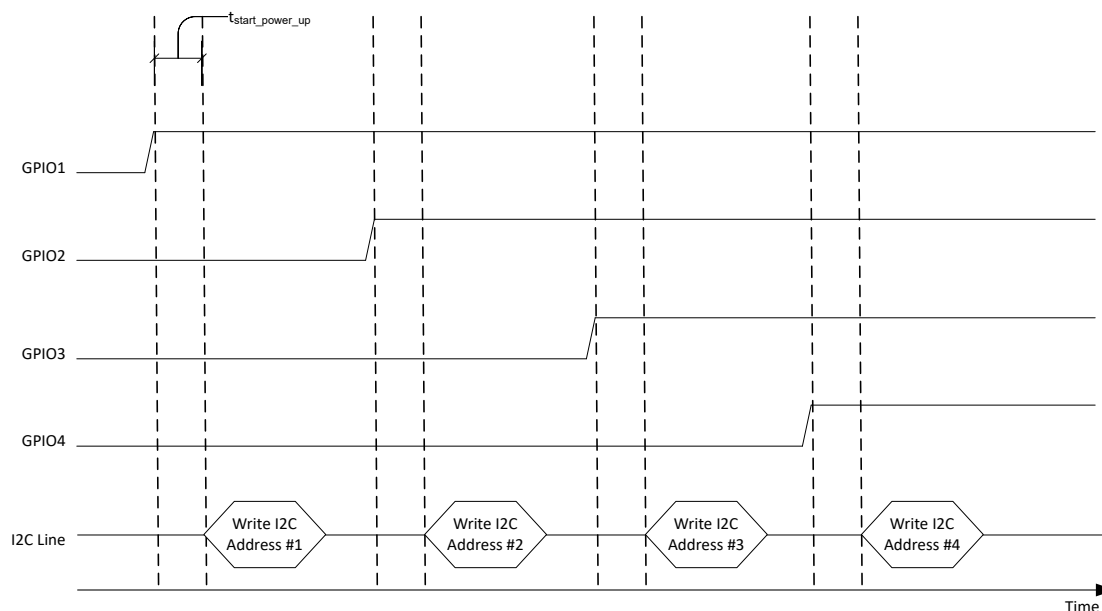 tstart_power_up
GPIO1
GPIO2
GPIO3
GPIO4
I2C Line
Write I2C
Address #1
Write I2C
Address #2
Write I2C
Address #3
Write I2C
Address #4
Time